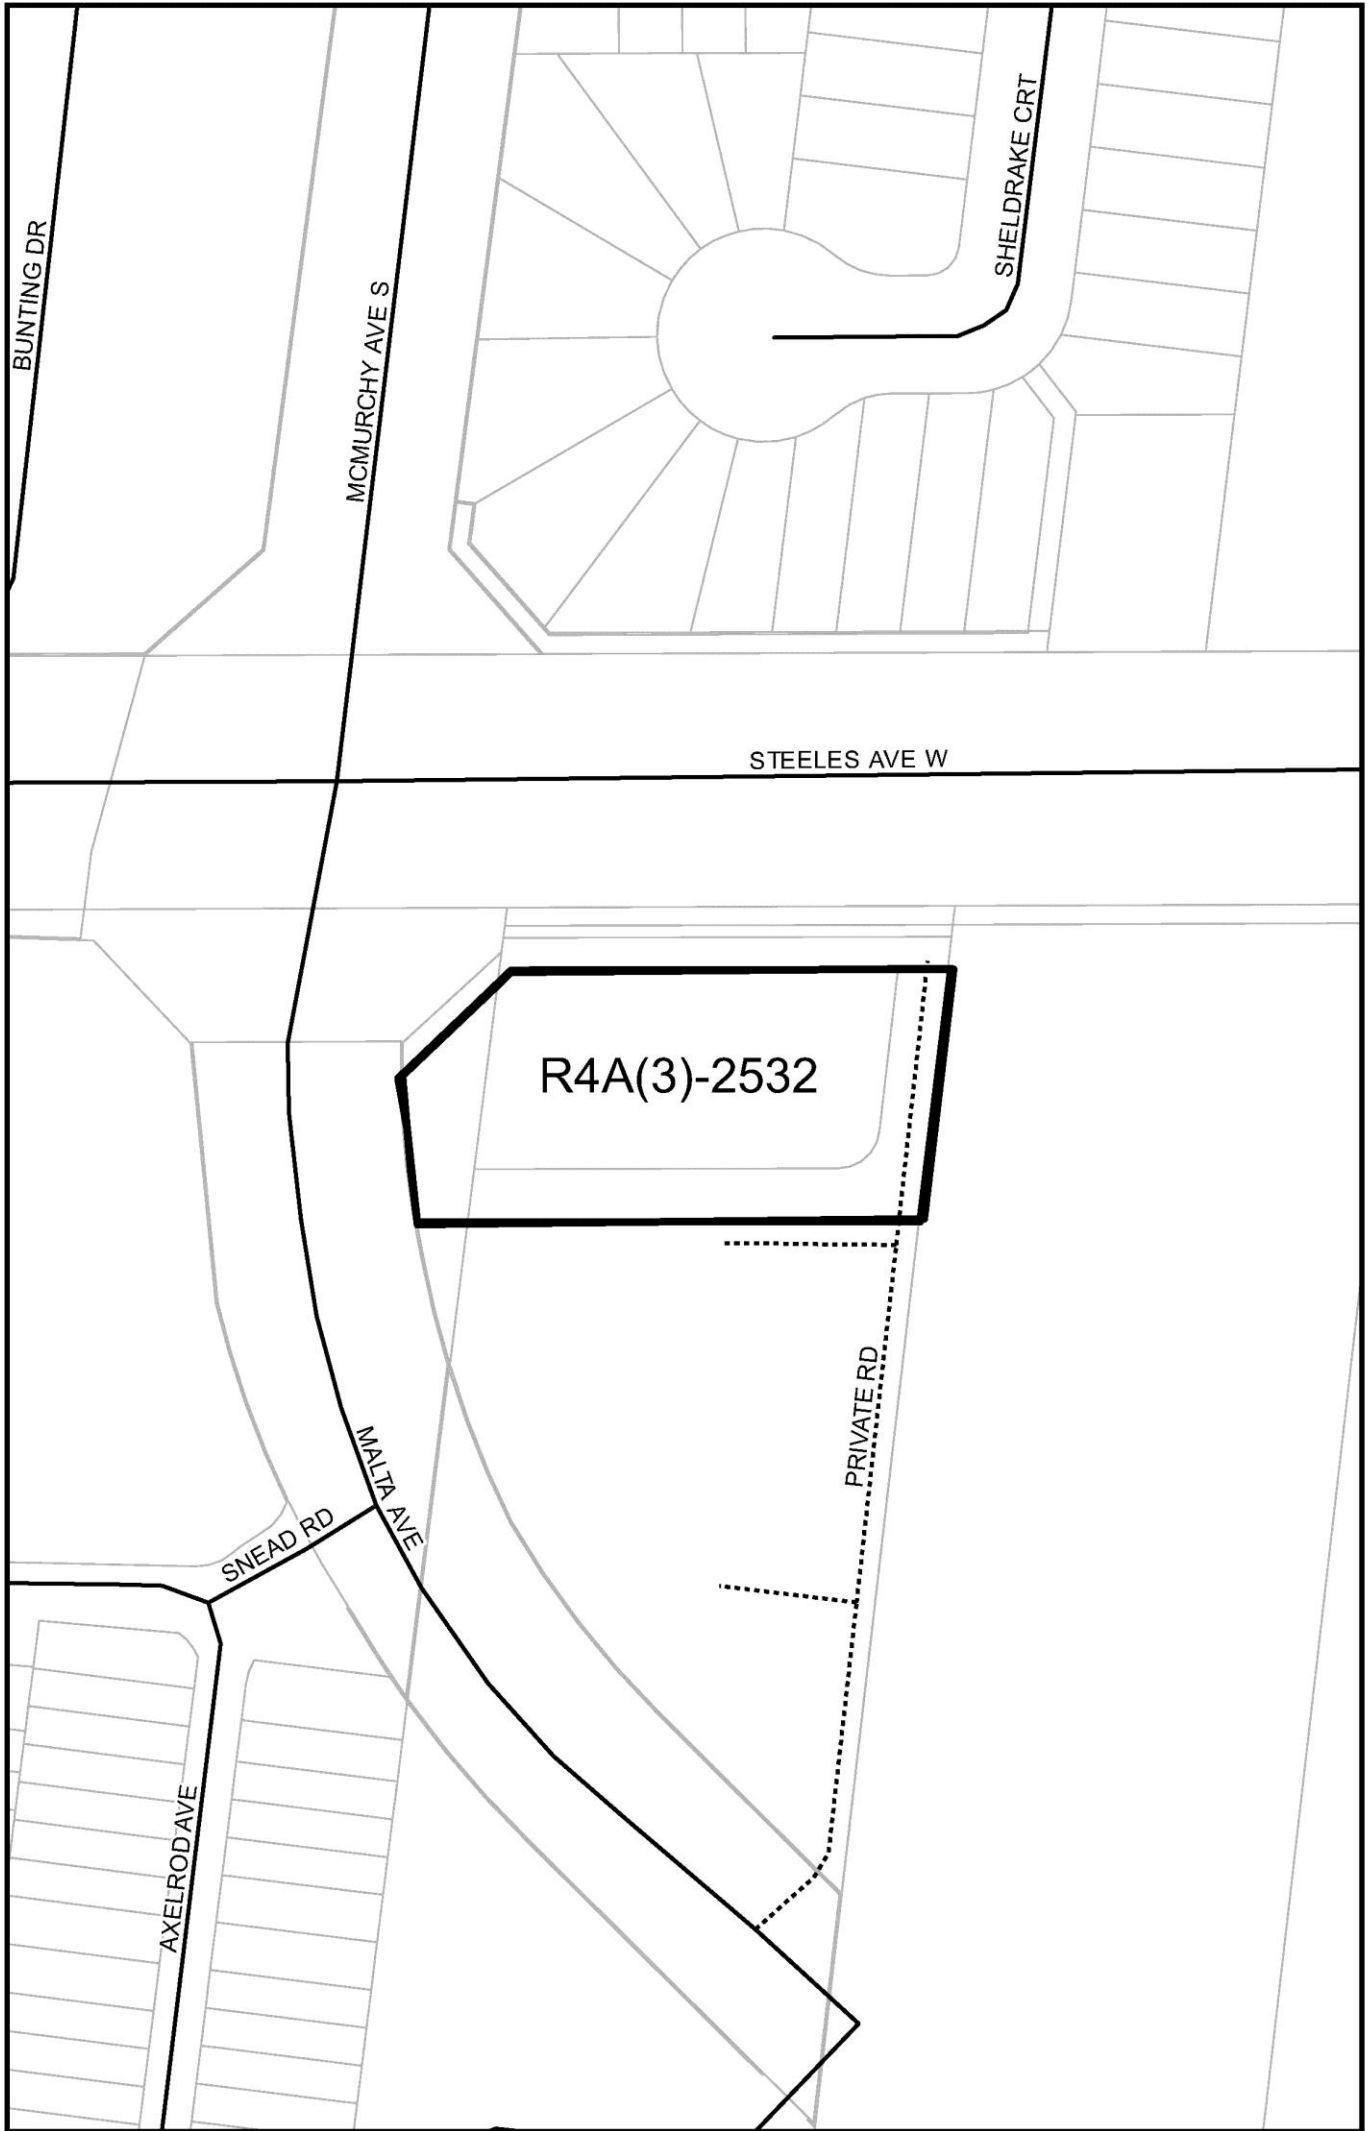 SHELDRAKE CRT
BUNTING DR
MCMURCHY AVE S
STEELES AVE W
R4A(3)-2532
PRIVATE RD
MALTA AVE
SNEAD RD
AXELROD AVE